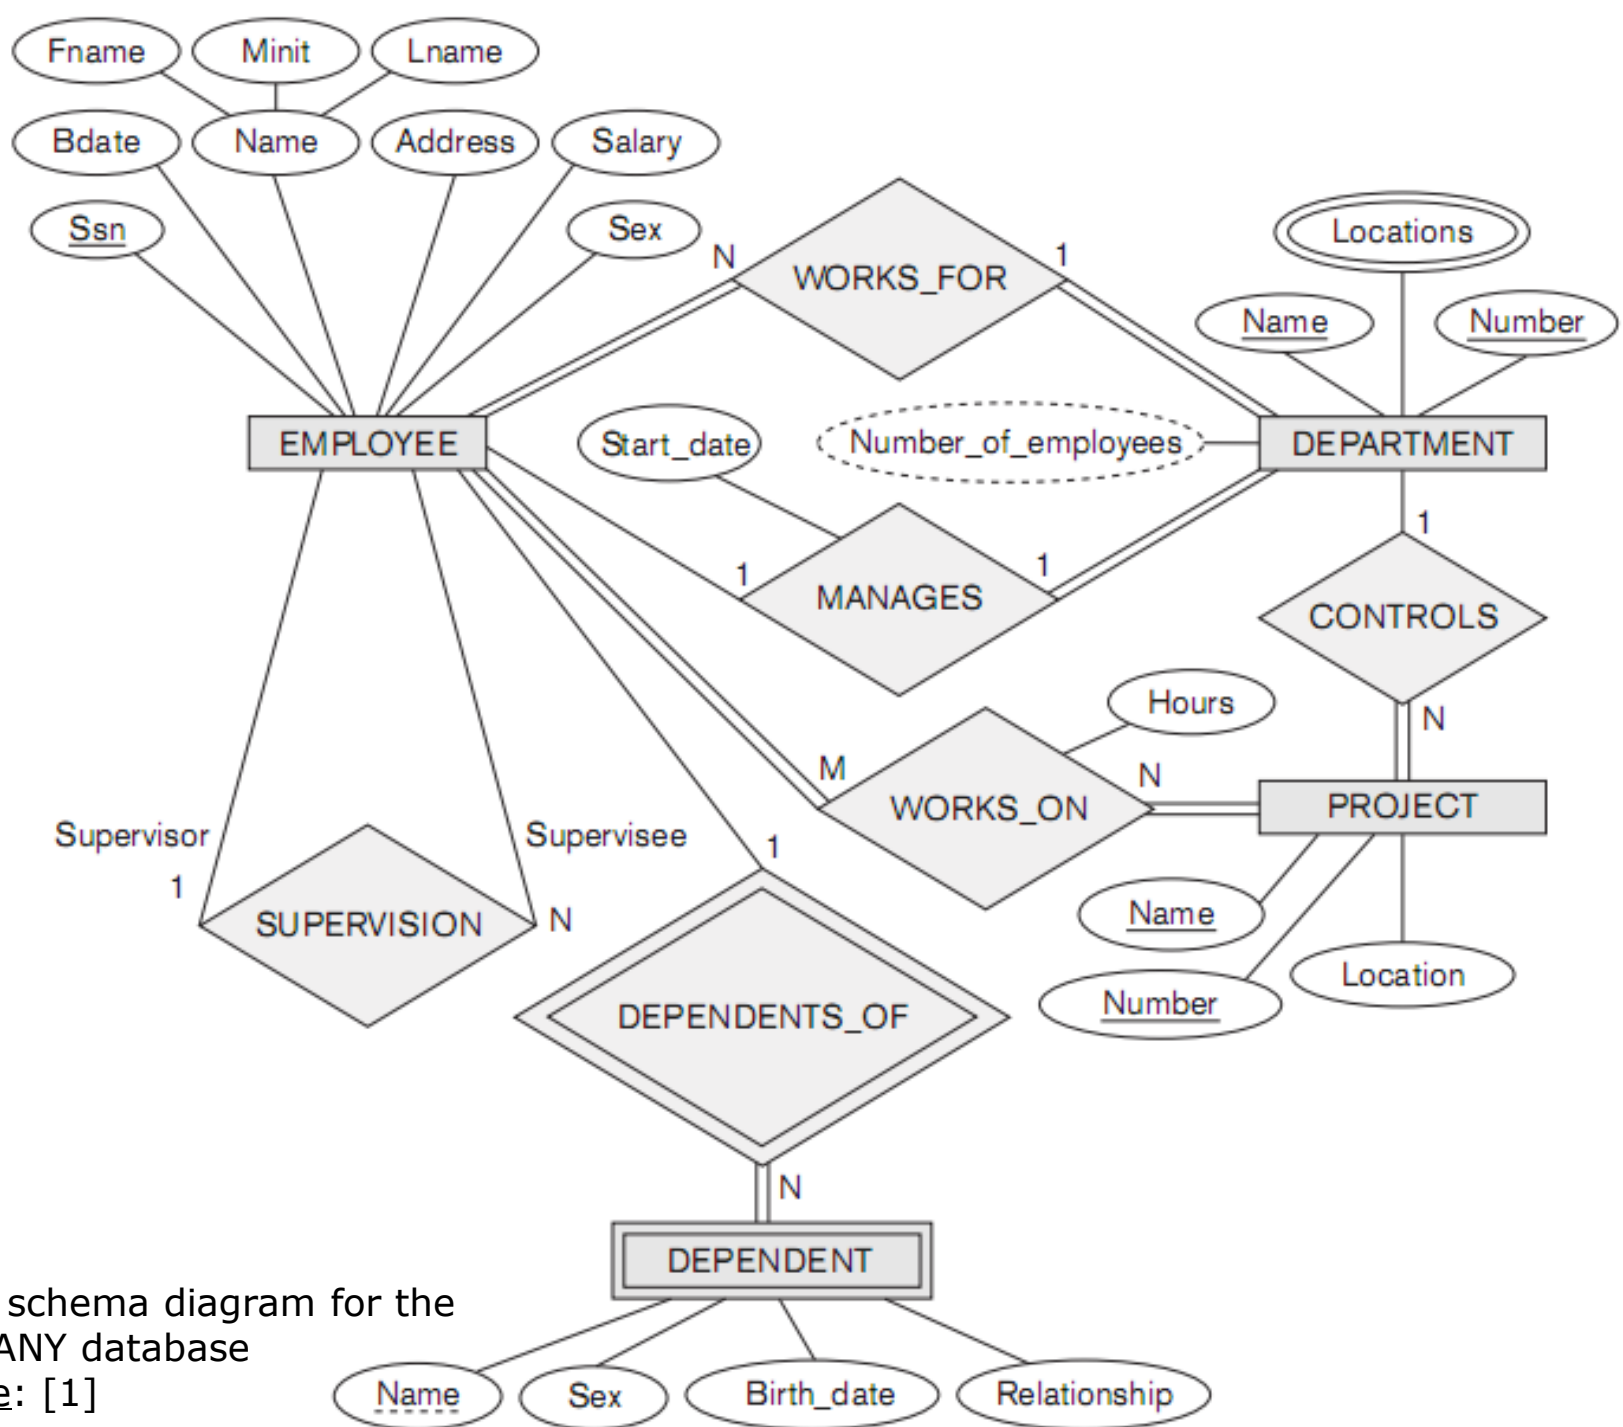 Fname Minit Lname
Bdate Name Address Salary
Ssn Sex
N WORKS_FOR 1 Locations
Name Number
EMPLOYEE Start_date Number_of_employees DEPARTMENT
1 MANAGES 1 1
CONTROLS
Hours
N
M WORKS_ON N PROJECT
Supervisor Supervisee 1
1 SUPERVISION N Name
Location
Number
DEPENDENTS_OF
N
DEPENDENT
schema diagram for the
ANY database
e: [1]
Name Sex Birth_date Relationship